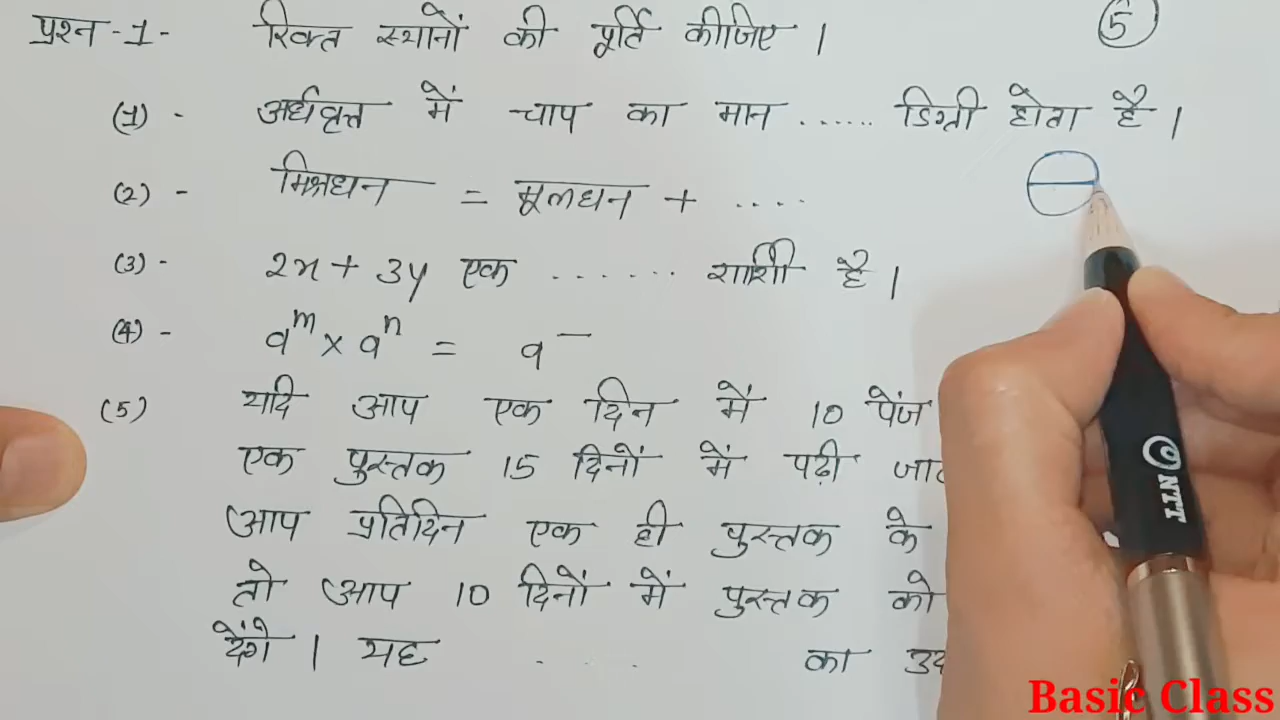 प्रश्न -1- रिक्त स्थानों की पूर्ति कीजिए । 5
(1) - अर्धवृत्त में चाप का मान ...... डिग्री होता है ।
(2) - मिश्रधन = मूलधन + ....
(3) - 2x + 3y एक ....... राशी है ।
(4) - a^m × a^n = a^—
(5) यदि आप एक दिन में 10 पेंज
एक पुस्तक 15 दिनों में पढ़ी
आप प्रतिदिन एक ही पुस्तक के
तो आप 10 दिनों में पुस्तक को
देंगे । यह .... का
NTT
Basic Class